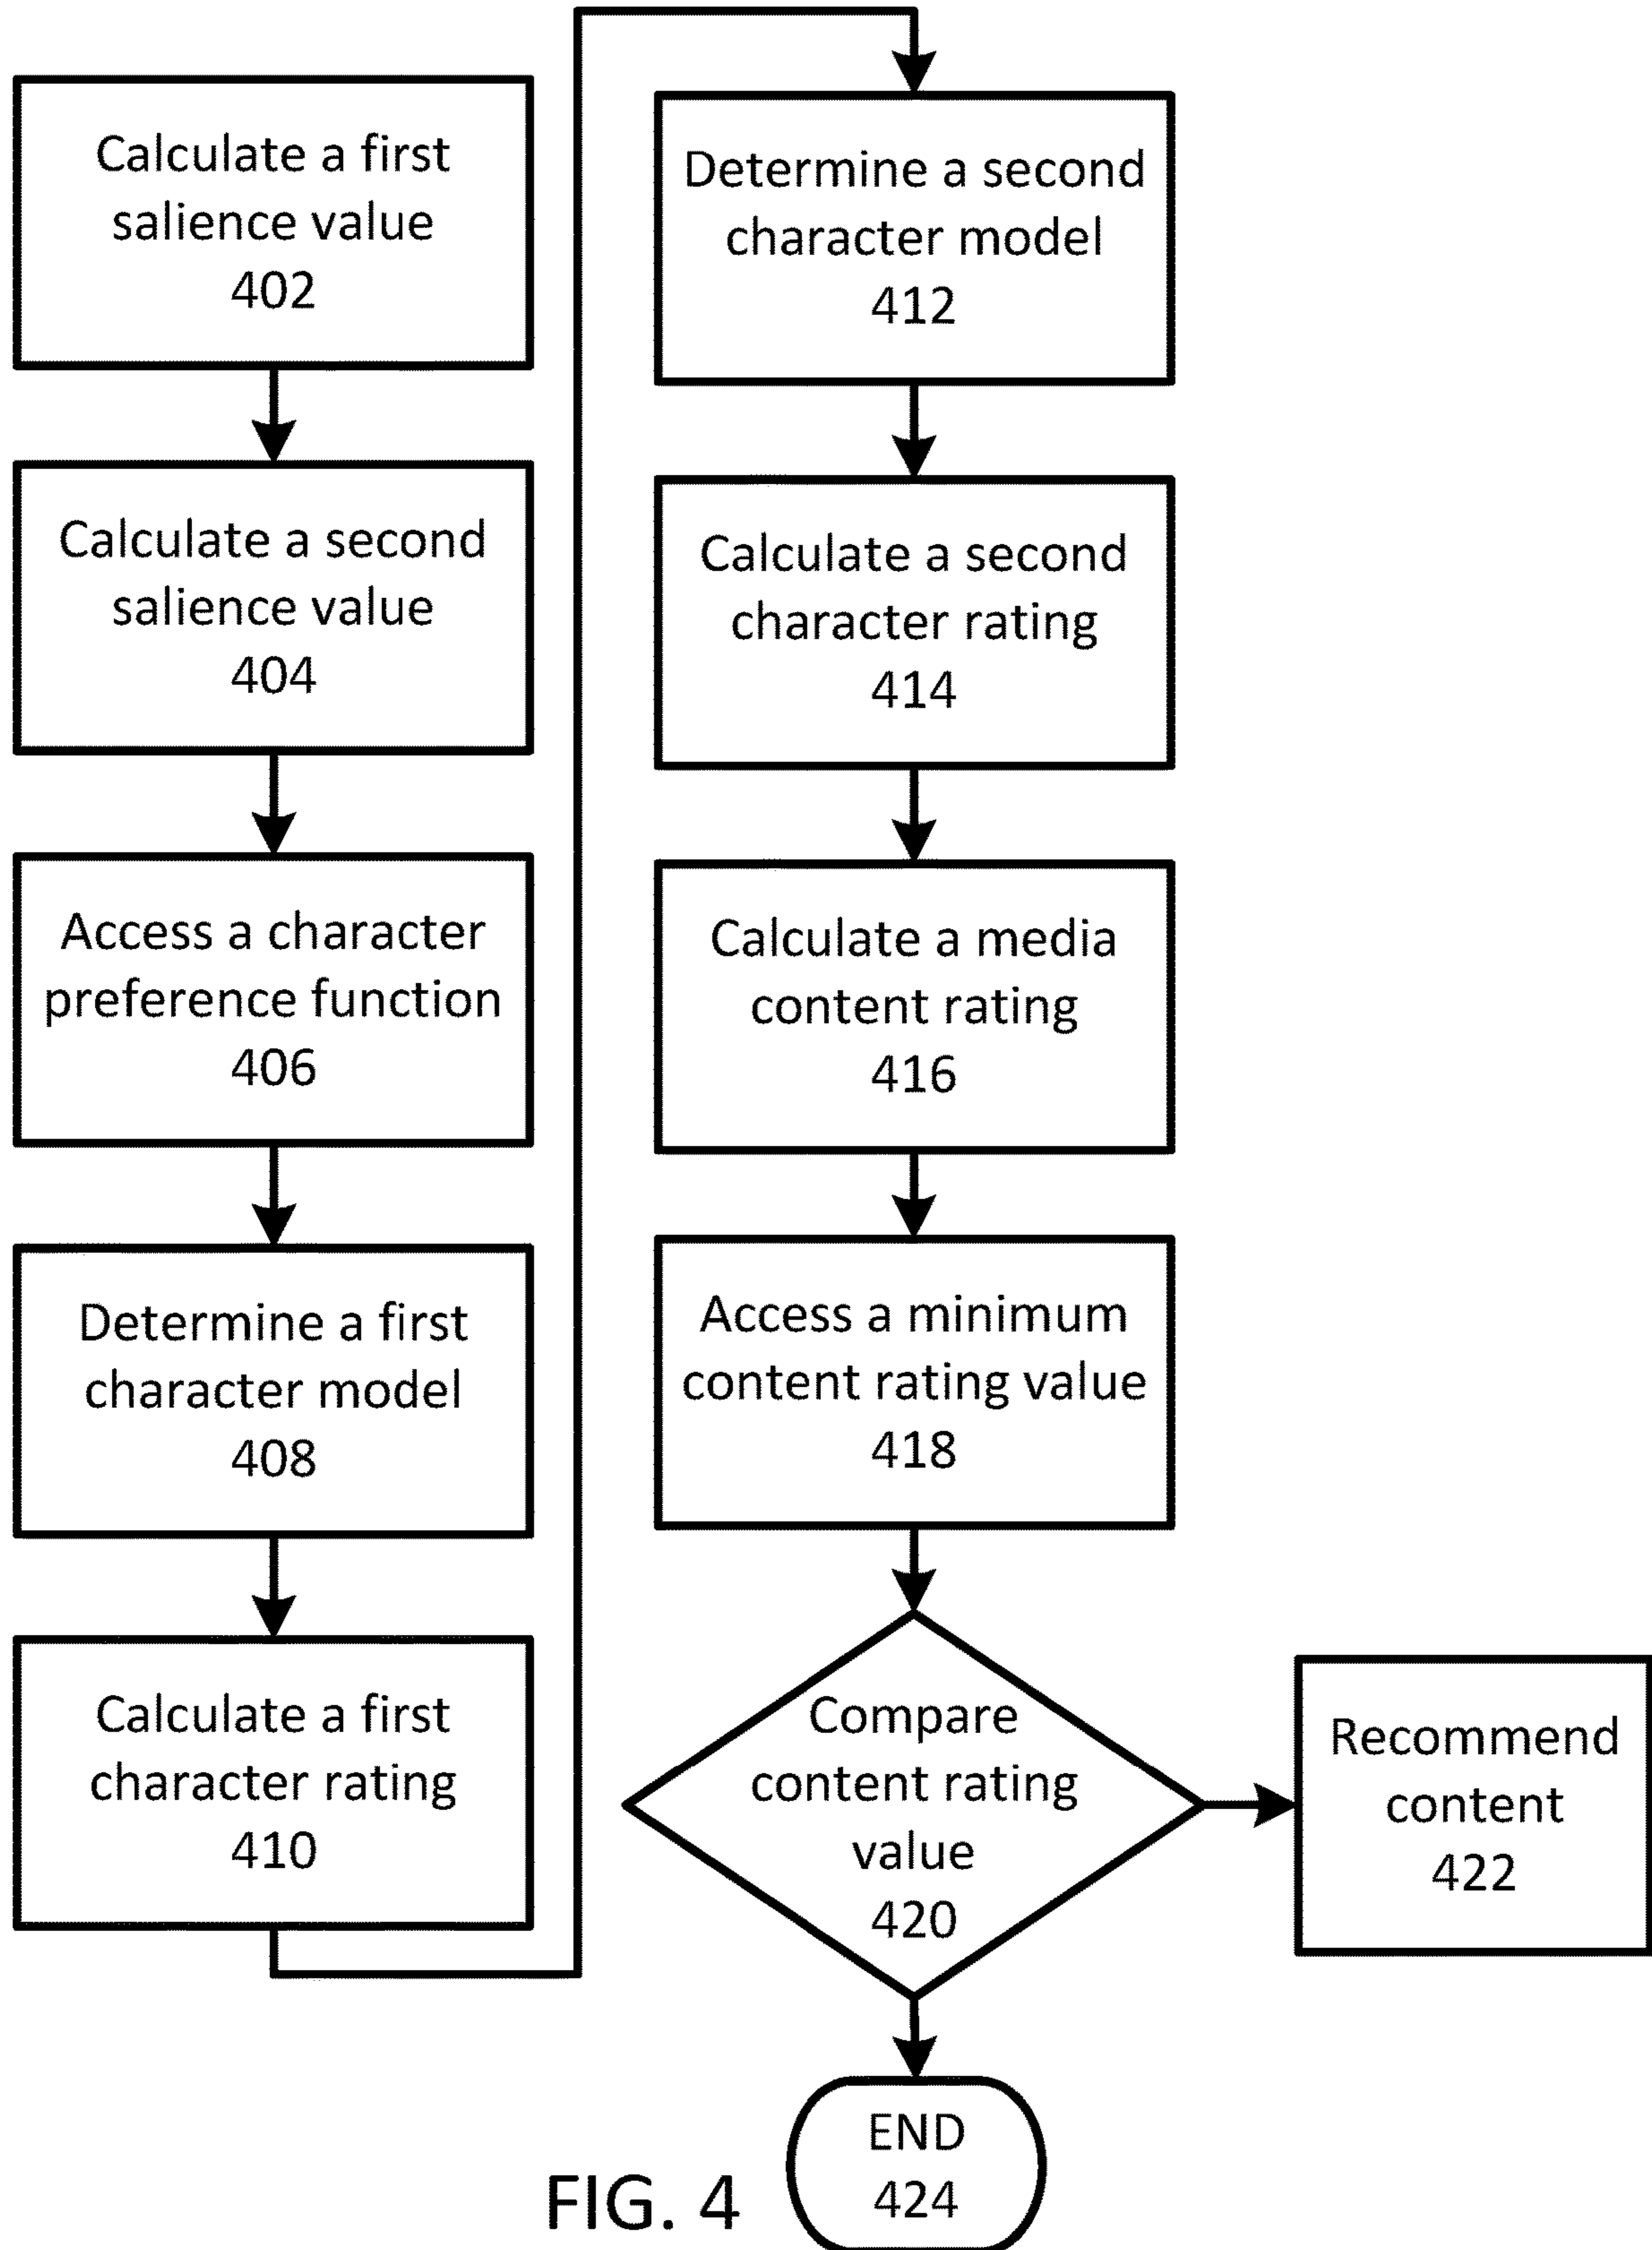 Calculate a first
salience value
402
Calculate a second
salience value
404
Access a character
preference function
406
Determine a first
character model
408
Calculate a first
character rating
410
Determine a second
character model
412
Calculate a second
character rating
414
Calculate a media
content rating
416
Access a minimum
content rating value
418
Compare
content rating
value
420
Recommend
content
422
END
424
FIG. 4